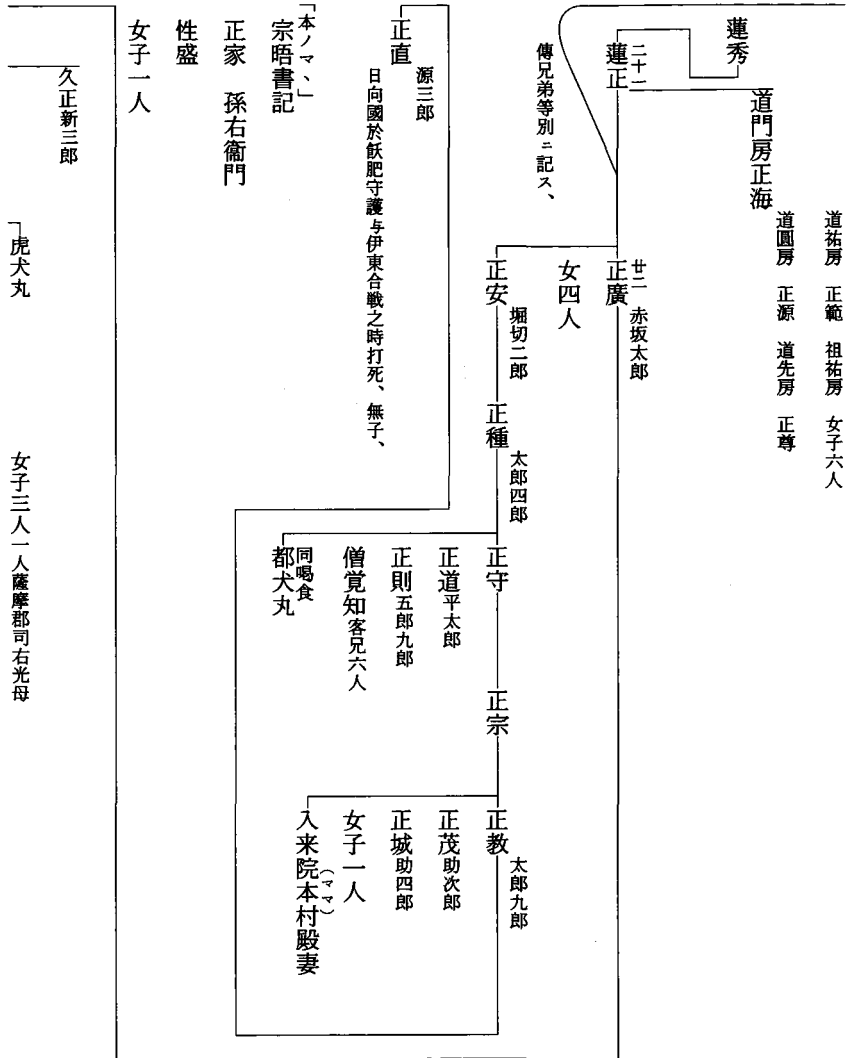 道祐房　正範　祖祐房　女子六人
道圓房　正源　道先房　正尊
道門房正海
蓮秀
二十一
蓮正
傳兄弟等別ニ記ス、
廿二　赤坂太郎
正廣
女四人
正安　堀切二郎
正種　太郎四郎
正守
正道平太郎
正則五郎九郎
僧覚知客兄六人
同喝食
都犬丸
正宗
正教　太郎九郎
正茂助次郎
正城助四郎
女子一人
入来院本村殿妻
（ママ）
正直　源三郎
日向國於飫肥守護与伊東合戦之時打死、無子、
「本ノマヽ」
宗晤書記
正家　孫右衞門
性盛
女子一人
久正新三郎
虎犬丸
女子三人一人薩摩郡司右光母